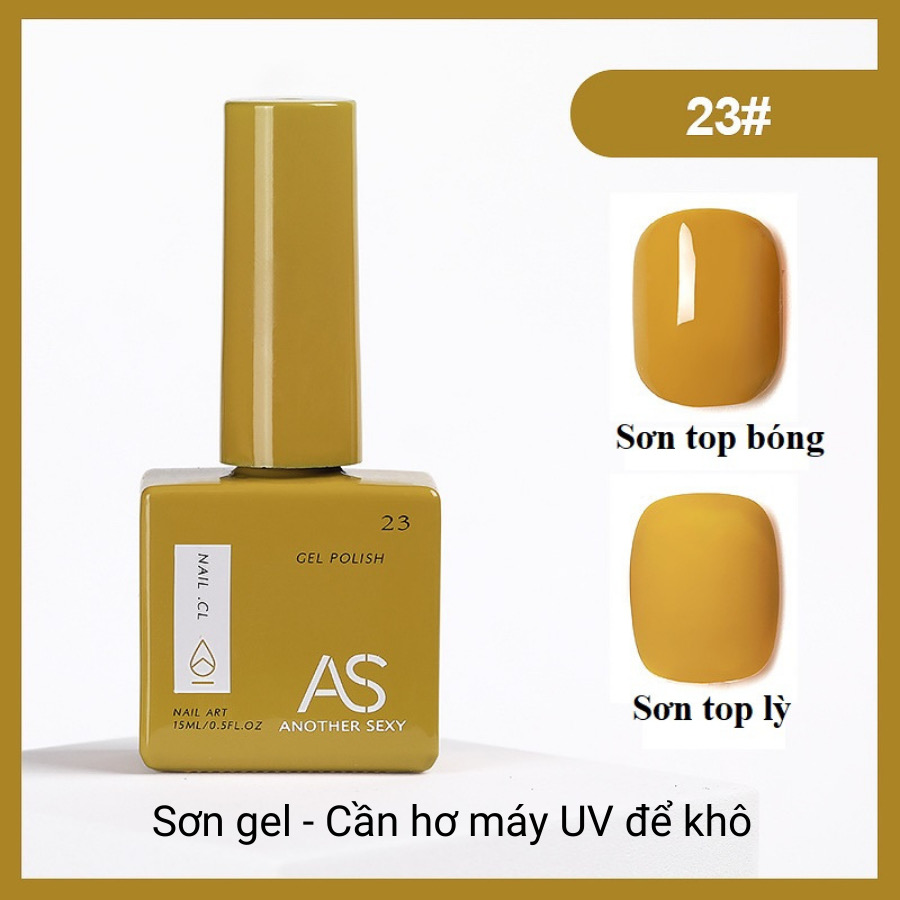 23#
Sơn top bóng
Sơn top lỳ
23
GEL POLISH
NAIL .CL
AS
ANOTHER SEXY
NAIL ART
15ML/0.5FL.OZ
Sơn gel - Cần hơ máy UV để khô